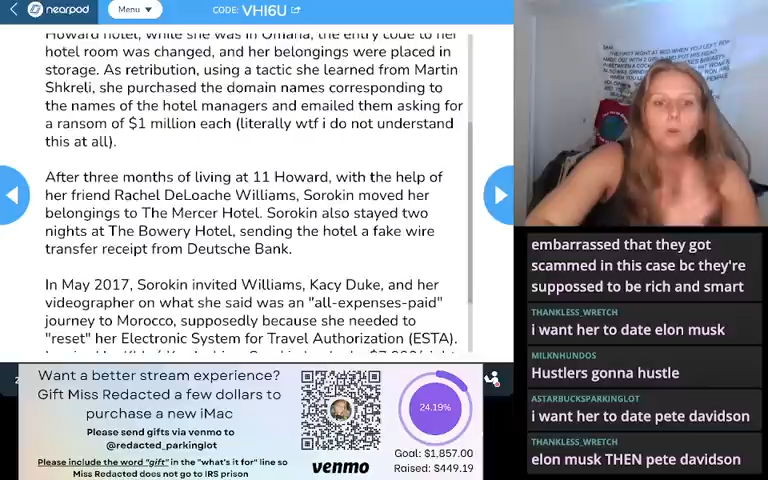 nearpod
Menu
CODE: VHI6U
Howard hotel, while she was in Omaha, the entry code to her
hotel room was changed, and her belongings were placed in
storage. As retribution, using a tactic she learned from Martin
Shkreli, she purchased the domain names corresponding to
the names of the hotel managers and emailed them asking for
a ransom of $1 million each (literally wtf i do not understand
this at all).
After three months of living at 11 Howard, with the help of
her friend Rachel DeLoache Williams, Sorokin moved her
belongings to The Mercer Hotel. Sorokin also stayed two
nights at The Bowery Hotel, sending the hotel a fake wire
transfer receipt from Deutsche Bank.
In May 2017, Sorokin invited Williams, Kacy Duke, and her
videographer on what she said was an "all-expenses-paid"
journey to Morocco, supposedly because she needed to
"reset" her Electronic System for Travel Authorization (ESTA).
Want a better stream experience?
Gift Miss Redacted a few dollars to
purchase a new iMac
Please send gifts via venmo to
@redacted_parkinglot
Please include the word "gift" in the "what's it for" line so
Miss Redacted does not go to IRS prison
venmo
24.19%
Goal: $1,857.00
Raised: $449.19
embarrassed that they got
scammed in this case bc they're
suppossed to be rich and smart
THANKLESS_WRETCH
i want her to date elon musk
MILKNHUNDOS
Hustlers gonna hustle
ASTARBUCKSPARKINGLOT
i want her to date pete davidson
THANKLESS_WRETCH
elon musk THEN pete davidson